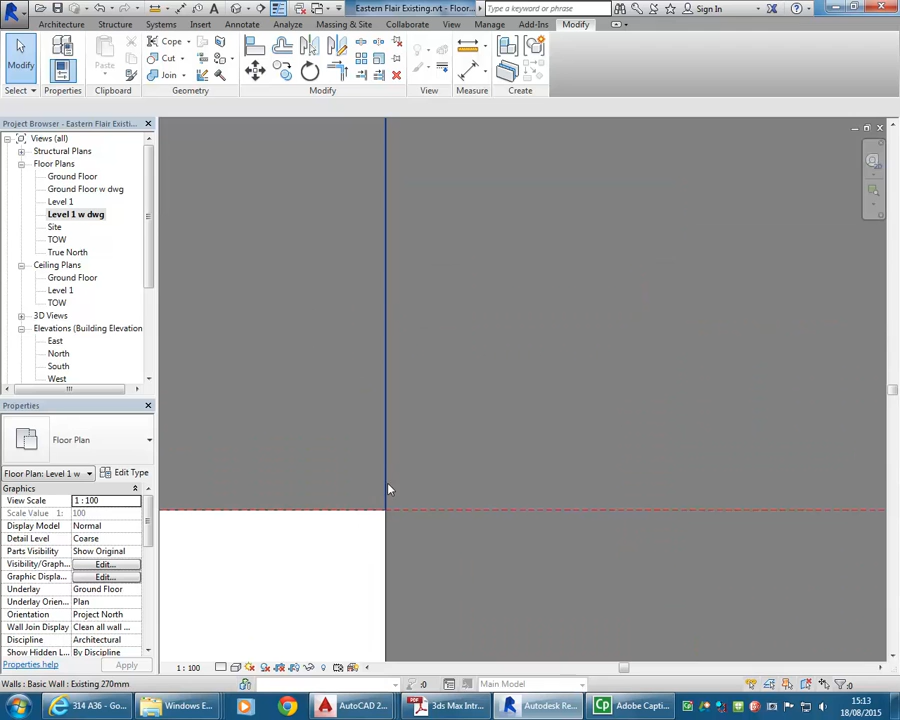 Eastern Flair Existing.rvt - Floor...
Type a keyword or phrase
Sign In
Architecture Structure Systems Insert Annotate Analyze Massing & Site Collaborate View Manage Add-Ins Modify
Modify
Paste
Cope
Cut
Join
Select Properties Clipboard Geometry Modify View Measure Create
Project Browser - Eastern Flair Existi...
Views (all)
Structural Plans
Floor Plans
Ground Floor
Ground Floor w dwg
Level 1
Level 1 w dwg
Site
TOW
True North
Ceiling Plans
Ground Floor
Level 1
TOW
3D Views
Elevations (Building Elevation
East
North
South
West
Properties
Floor Plan
Floor Plan: Level 1 w
Edit Type
Graphics
View Scale 1 : 100
Scale Value 1: 100
Display Model Normal
Detail Level Coarse
Parts Visibility Show Original
Visibility/Graph... Edit...
Graphic Displa... Edit...
Underlay Ground Floor
Underlay Orien... Plan
Orientation Project North
Wall Join Display Clean all wall ...
Discipline Architectural
Show Hidden L... By Discipline
Properties help
Apply
1 : 100
Walls : Basic Wall : Existing 270mm
:0
Main Model
:0
314 A36 - Goo...
Windows E...
AutoCAD 2...
3ds Max Intr...
Autodesk Re...
Adobe Capti...
15:13
18/08/2015